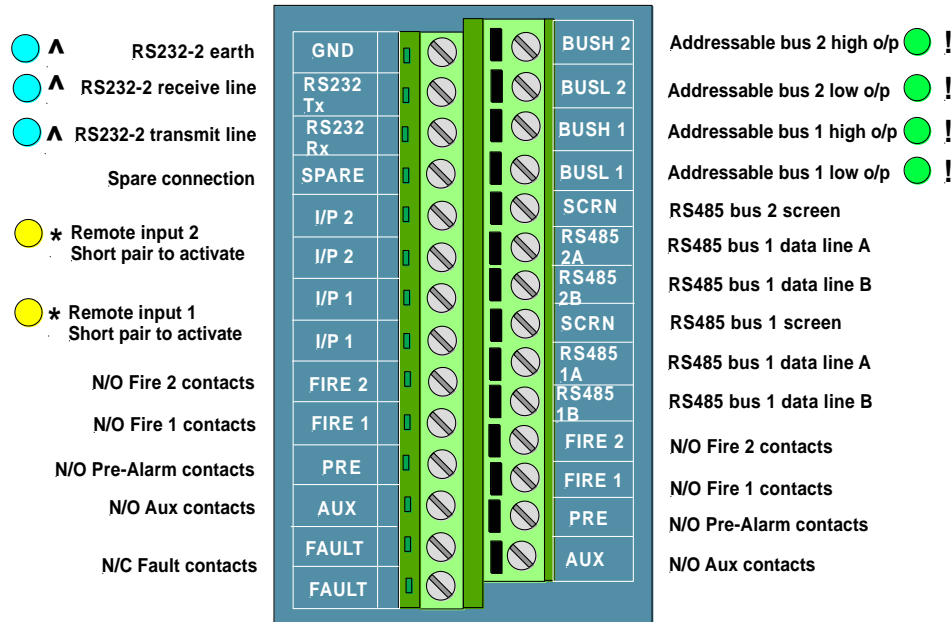 ^ RS232-2 earth
^ RS232-2 receive line
^ RS232-2 transmit line
Spare connection
* Remote input 2
Short pair to activate
* Remote input 1
Short pair to activate
N/O Fire 2 contacts
N/O Fire 1 contacts
N/O Pre-Alarm contacts
N/O Aux contacts
N/C Fault contacts
GND
RS232
Tx
RS232
Rx
SPARE
I/P 2
I/P 2
I/P 1
I/P 1
FIRE 2
FIRE 1
PRE
AUX
FAULT
FAULT
BUSH 2
BUSL 2
BUSH 1
BUSL 1
SCRN
RS485
2A
RS485
2B
SCRN
RS485
1A
RS485
1B
FIRE 2
FIRE 1
PRE
AUX
Addressable bus 2 high o/p !
Addressable bus 2 low o/p !
Addressable bus 1 high o/p !
Addressable bus 1 low o/p !
RS485 bus 2 screen
RS485 bus 1 data line A
RS485 bus 1 data line B
RS485 bus 1 screen
RS485 bus 1 data line A
RS485 bus 1 data line B
N/O Fire 2 contacts
N/O Fire 1 contacts
N/O Pre-Alarm contacts
N/O Aux contacts